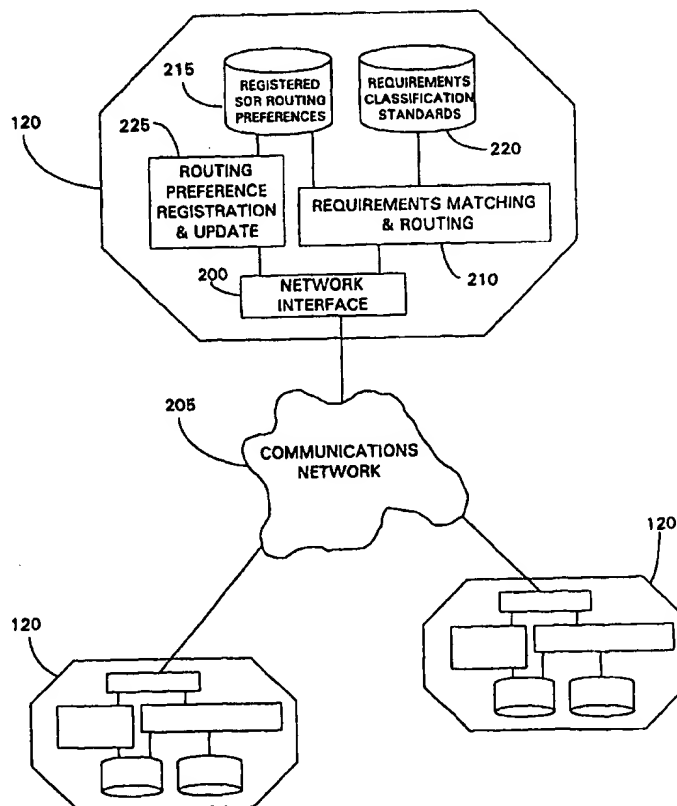 215
REGISTERED
SOR ROUTING
PREFERENCES
REQUIREMENTS
CLASSIFICATION
STANDARDS
225
220
120
ROUTING
PREFERENCE
REGISTRATION
& UPDATE
REQUIREMENTS MATCHING
& ROUTING
200
NETWORK
INTERFACE
210
205
COMMUNICATIONS
NETWORK
120
120